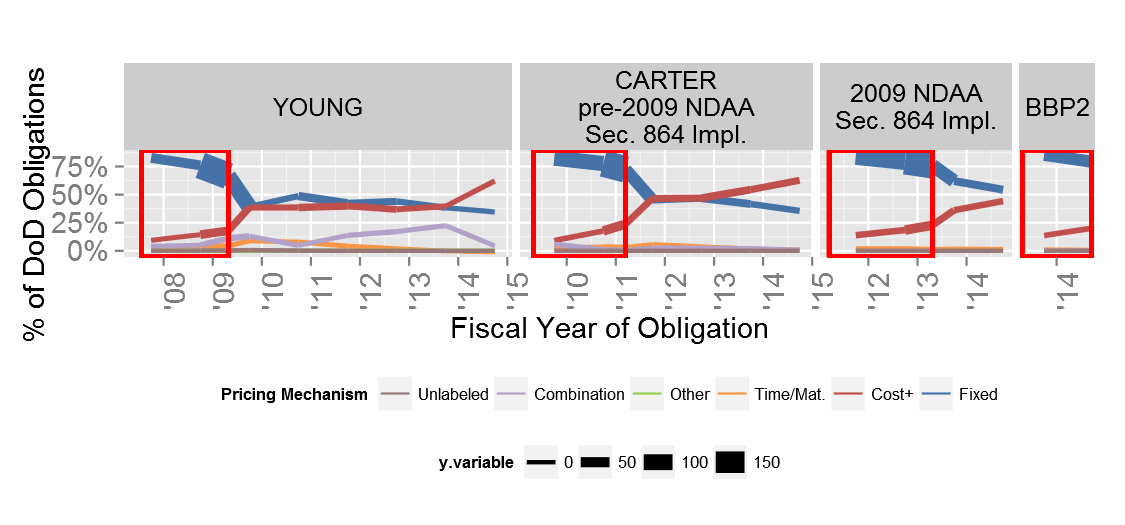 YOUNG
CARTER
pre-2009 NDAA
Sec. 864 Impl.
2009 NDAA
Sec. 864 Impl.
BBP2
% of DoD Obligations
75%
50%
25%
0%
'08 '09 '10 '11 '12 '13 '14 '15
'10 '11 '12 '13 '14 '15
'12 '13 '14
'14
Fiscal Year of Obligation
Pricing Mechanism Unlabeled Combination Other Time/Mat. Cost+ Fixed
y.variable 0 50 100 150